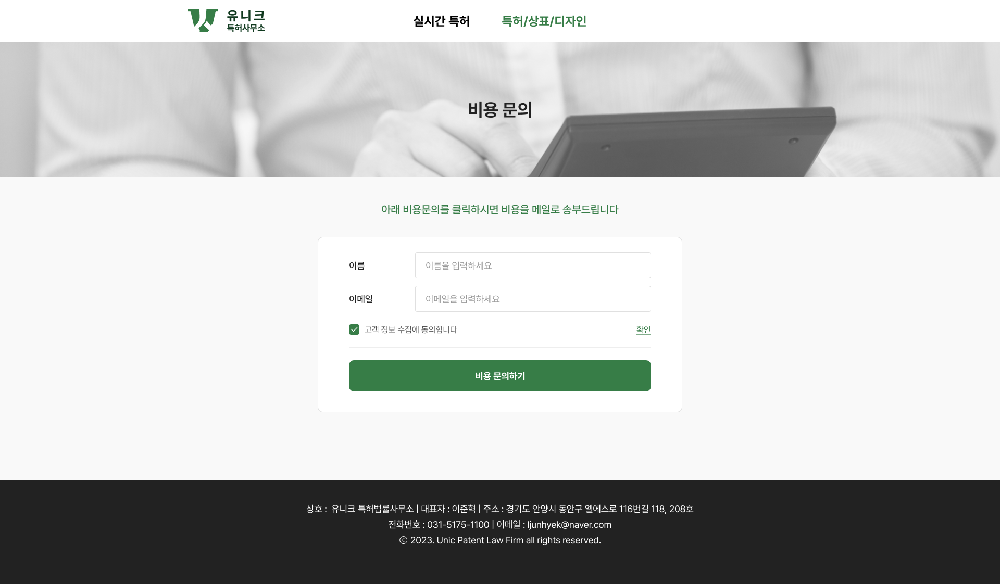 유니크
특허사무소
실시간 특허
특허/상표/디자인
비용 문의
아래 비용문의를 클릭하시면 비용을 메일로 송부드립니다
이름
이름을 입력하세요
이메일
이메일을 입력하세요
고객 정보 수집에 동의합니다
확인
비용 문의하기
상호 : 유니크 특허법률사무소 | 대표자 : 이준혁 | 주소 : 경기도 안양시 동안구 엘에스로 116번길 118, 208호
전화번호 : 031-5175-1100 | 이메일 : ljunhyek@naver.com
ⓒ 2023. Unic Patent Law Firm all rights reserved.